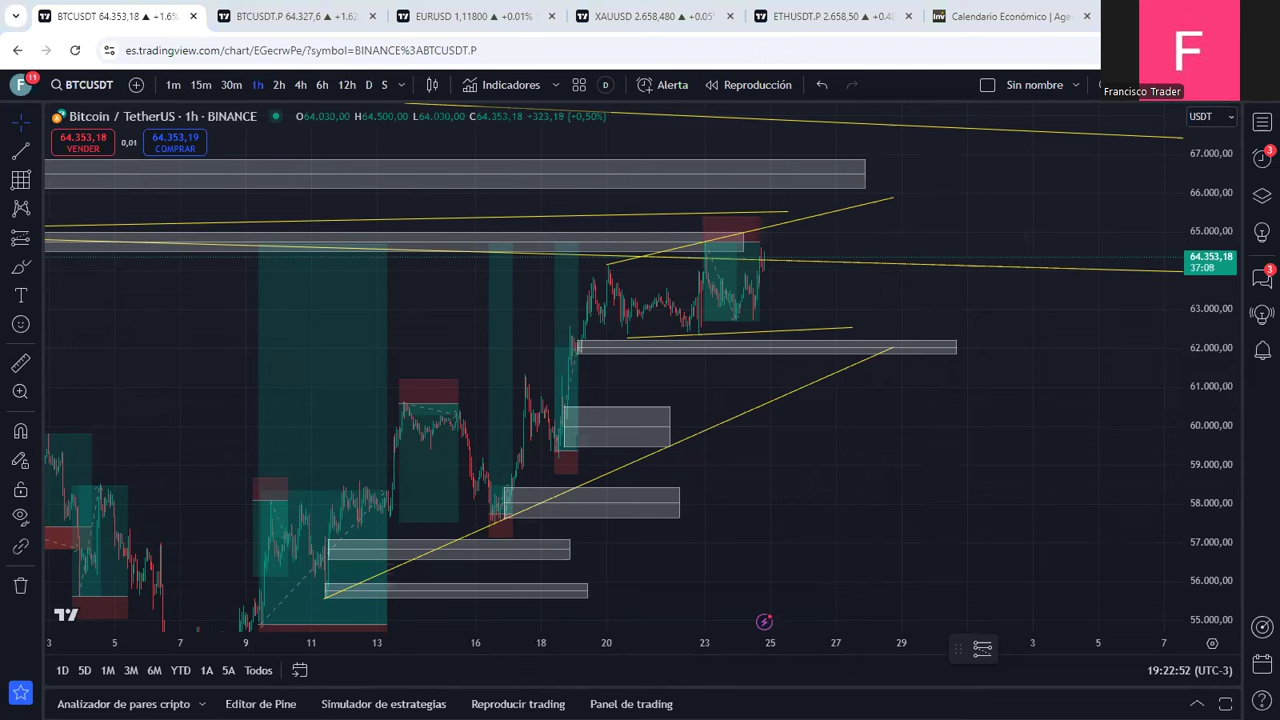 BTCUSDT 64.353,18 ▲ +1.6%
BTCUSDT.P 64.327,6 ▲ +1.62
EURUSD 1,11800 ▲ +0.01%
XAUUSD 2.658,480 ▲ +0.05
ETHUSDT.P 2.658,50 ▲ +0.4
Calendario Económico | Age
es.tradingview.com/chart/EGecrwPe/?symbol=BINANCE%3ABTCUSDT.P
F
Francisco Trader
F
11
BTCUSDT
1m 15m 30m 1h 2h 4h 6h 12h D S
Indicadores
D
Alerta
Reproducción
Sin nombre
Bitcoin / TetherUS · 1h · BINANCE
O64.030,00 H64.500,00 L64.030,00 C64.353,18 +323,18 (+0,50%)
USDT
64.353,18
VENDER
0,01
64.353,19
COMPRAR
67.000,00
66.000,00
65.000,00
64.353,18
37:08
63.000,00
62.000,00
61.000,00
60.000,00
59.000,00
58.000,00
57.000,00
56.000,00
55.000,00
3
3
3 5 7 9 11 13 16 18 20 23 25 27 29 3 5 7
1D 5D 1M 3M 6M YTD 1A 5A Todos
19:22:52 (UTC-3)
Analizador de pares cripto
Editor de Pine
Simulador de estrategias
Reproducir trading
Panel de trading